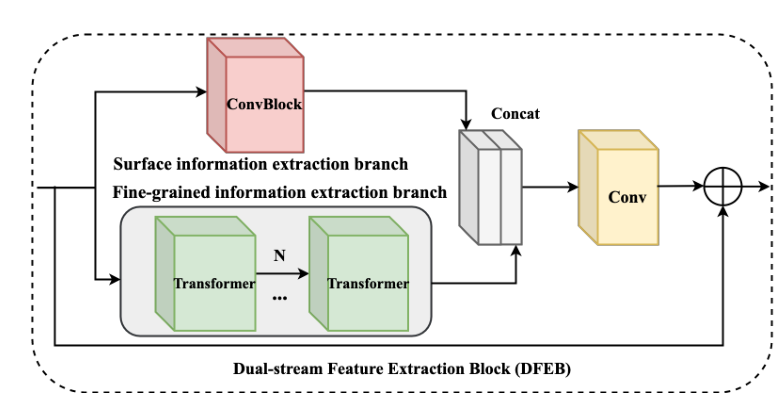 ConvBlock
Concat
Surface information extraction branch
Fine-grained information extraction branch
Conv
N
Transformer
Transformer
...
Dual-stream Feature Extraction Block (DFEB)